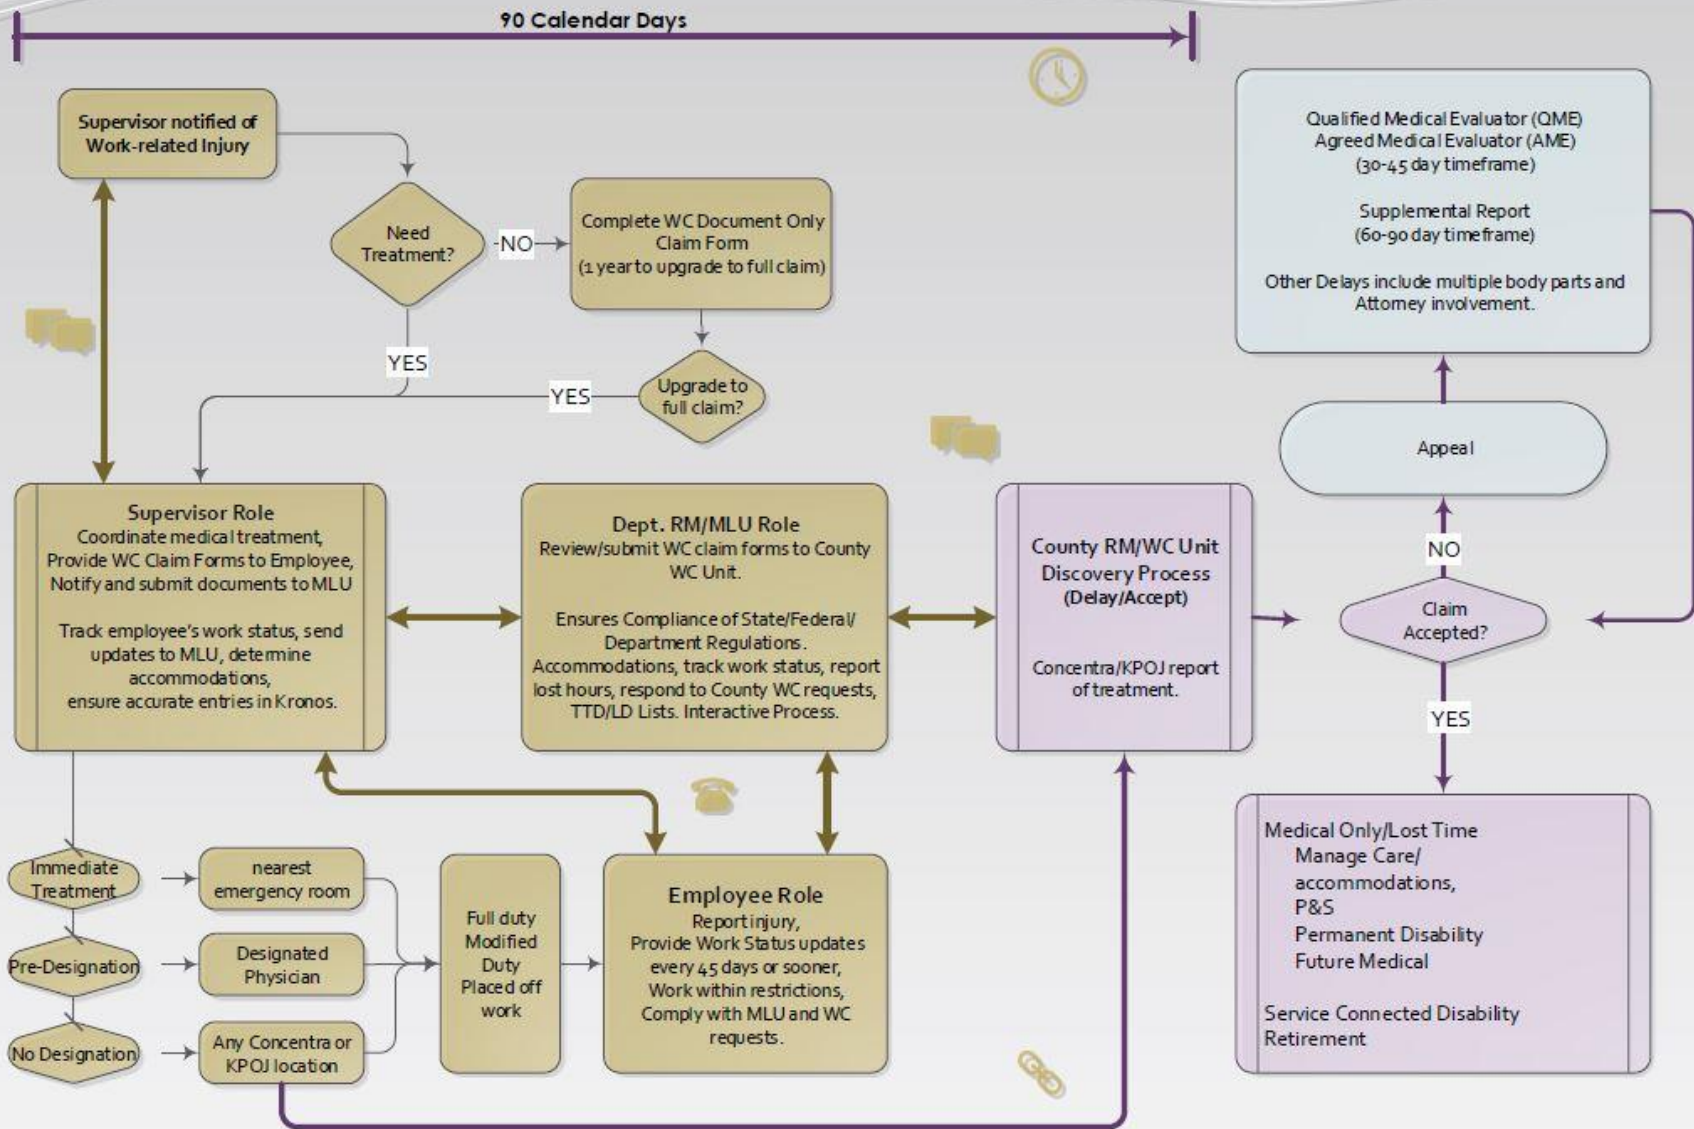 90 Calendar Days
Supervisor notified of
Work-related Injury
Need
Treatment?
NO
Complete WC Document Only
Claim Form
(1 year to upgrade to full claim)
YES
YES
Upgrade to
full claim?
Qualified Medical Evaluator (QME)
Agreed Medical Evaluator (AME)
(30-45 day timeframe)
Supplemental Report
(60-90 day timeframe)
Other Delays include multiple body parts and
Attorney involvement.
Appeal
Supervisor Role
Coordinate medical treatment,
Provide WC Claim Forms to Employee,
Notify and submit documents to MLU
Track employee's work status, send
updates to MLU, determine
accommodations,
ensure accurate entries in Kronos.
Dept. RM/MLU Role
Review/submit WC claim forms to County
WC Unit.
Ensures Compliance of State/Federal/
Department Regulations.
Accommodations, track work status, report
lost hours, respond to County WC requests,
TTD/LD Lists. Interactive Process.
County RM/WC Unit
Discovery Process
(Delay/Accept)
Concentra/KPOJ report
of treatment.
NO
Claim
Accepted?
YES
Immediate
Treatment
nearest
emergency room
Pre-Designation
Designated
Physician
No Designation
Any Concentra or
KPOJ location
Full duty
Modified
Duty
Placed off
work
Employee Role
Report injury,
Provide Work Status updates
every 45 days or sooner,
Work within restrictions,
Comply with MLU and WC
requests.
Medical Only/Lost Time
Manage Care/
accommodations,
P&S
Permanent Disability
Future Medical
Service Connected Disability
Retirement